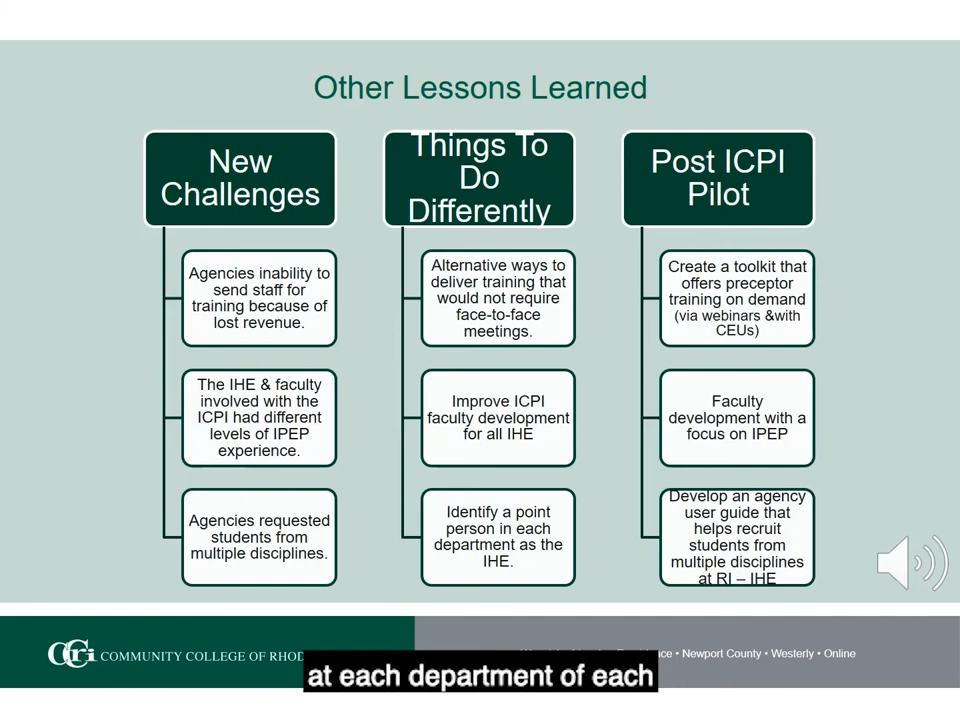 Other Lessons Learned
New
Challenges
Agencies inability to
send staff for
training because of
lost revenue.
The IHE & faculty
involved with the
ICPI had different
levels of IPEP
experience.
Agencies requested
students from
multiple disciplines.
Things To
Do
Differently
Alternative ways to
deliver training that
would not require
face-to-face
meetings.
Improve ICPI
faculty development
for all IHE
Identify a point
person in each
department as the
IHE.
Post ICPI
Pilot
Create a toolkit that
offers preceptor
training on demand
(via webinars &with
CEUs)
Faculty
development with a
focus on IPEP
Develop an agency
user guide that
helps recruit
students from
multiple disciplines
at RI – IHE
CCri COMMUNITY COLLEGE OF RHOD
• Newport County • Westerly • Online
at each department of each